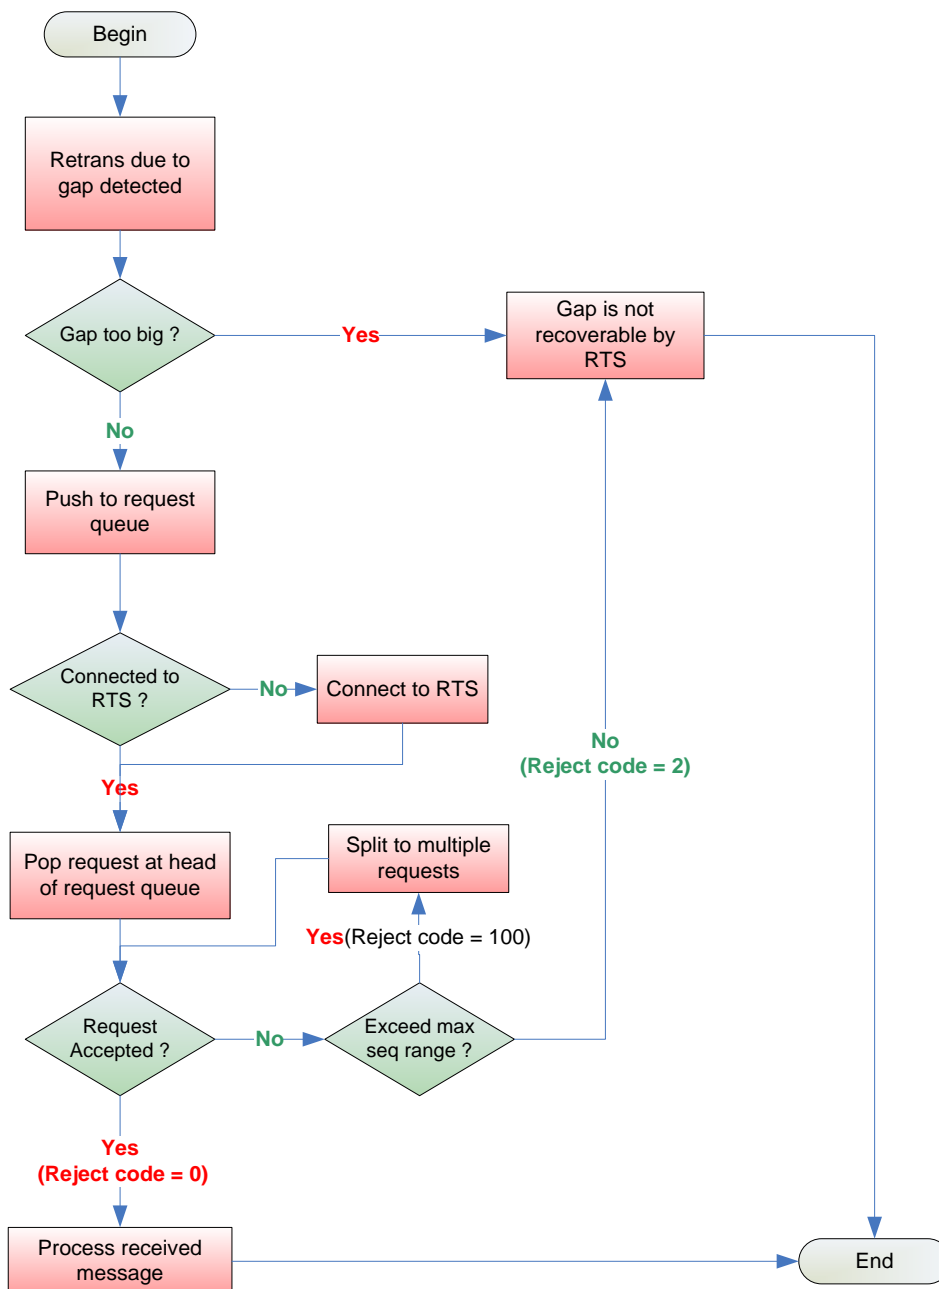 Begin
Retrans due to
gap detected
Gap too big ?
Yes
Gap is not
recoverable by
RTS
No
Push to request
queue
Connected to
RTS ?
No
Connect to RTS
Yes
No
(Reject code = 2)
Pop request at head
of request queue
Split to multiple
requests
Yes(Reject code = 100)
Request
Accepted ?
No
Exceed max
seq range ?
Yes
(Reject code = 0)
Process received
message
End